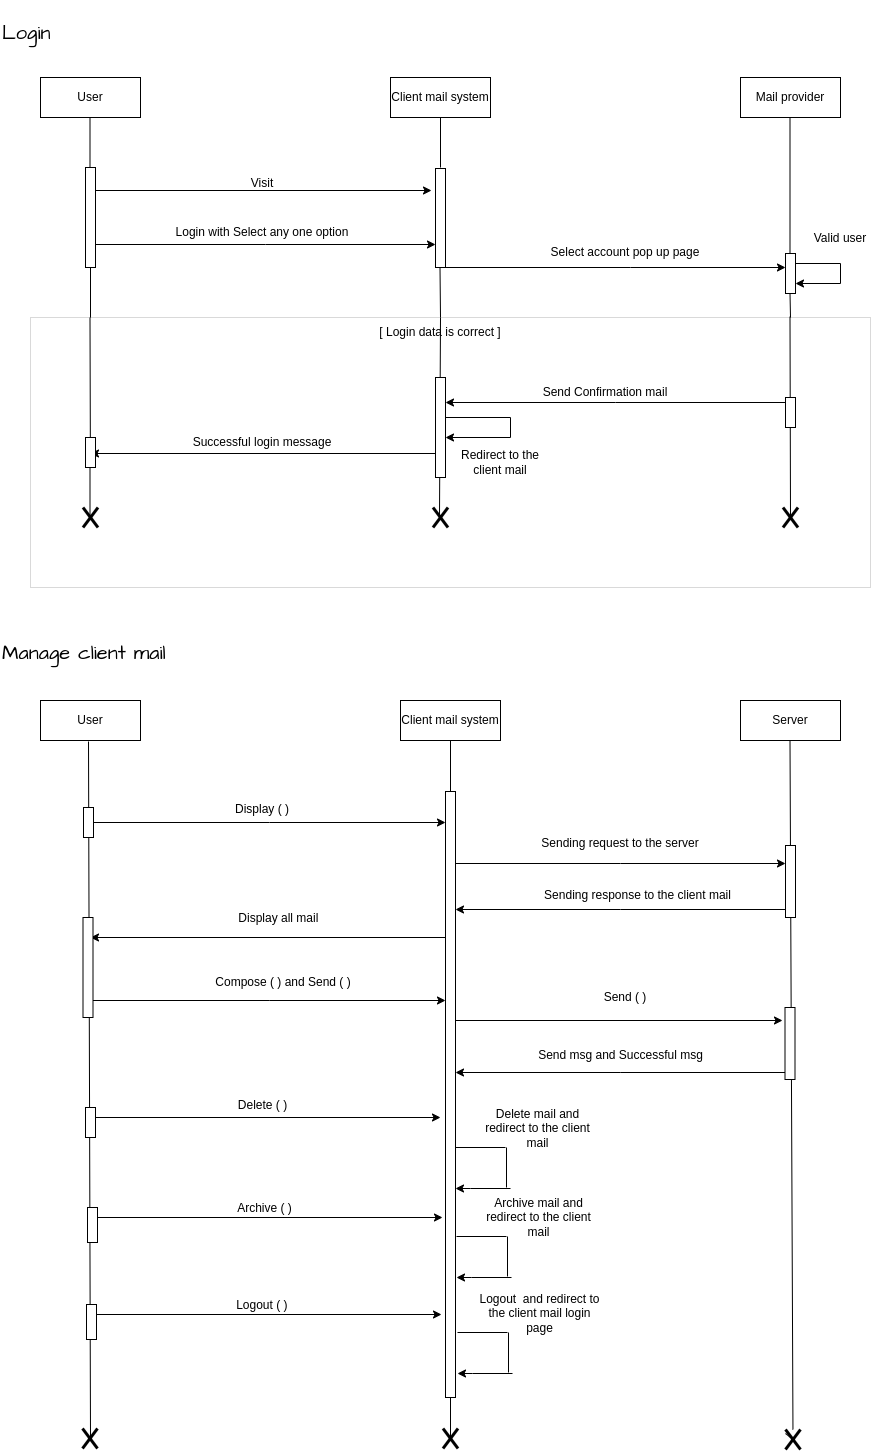 Login
User
Client mail system
Mail provider
Visit
Login with Select any one option
Valid user
Select account pop up page
[ Login data is correct ]
Send Confirmation mail
Successful login message
Redirect to the
client mail
Manage client mail
User
Client mail system
Server
Display ( )
Sending request to the server
Sending response to the client mail
Display all mail
Compose ( ) and Send ( )
Send ( )
Send msg and Successful msg
Delete ( )
Delete mail and
redirect to the client
mail
Archive ( )
Archive mail and
redirect to the client
mail
Logout ( )
Logout  and redirect to
the client mail login
page